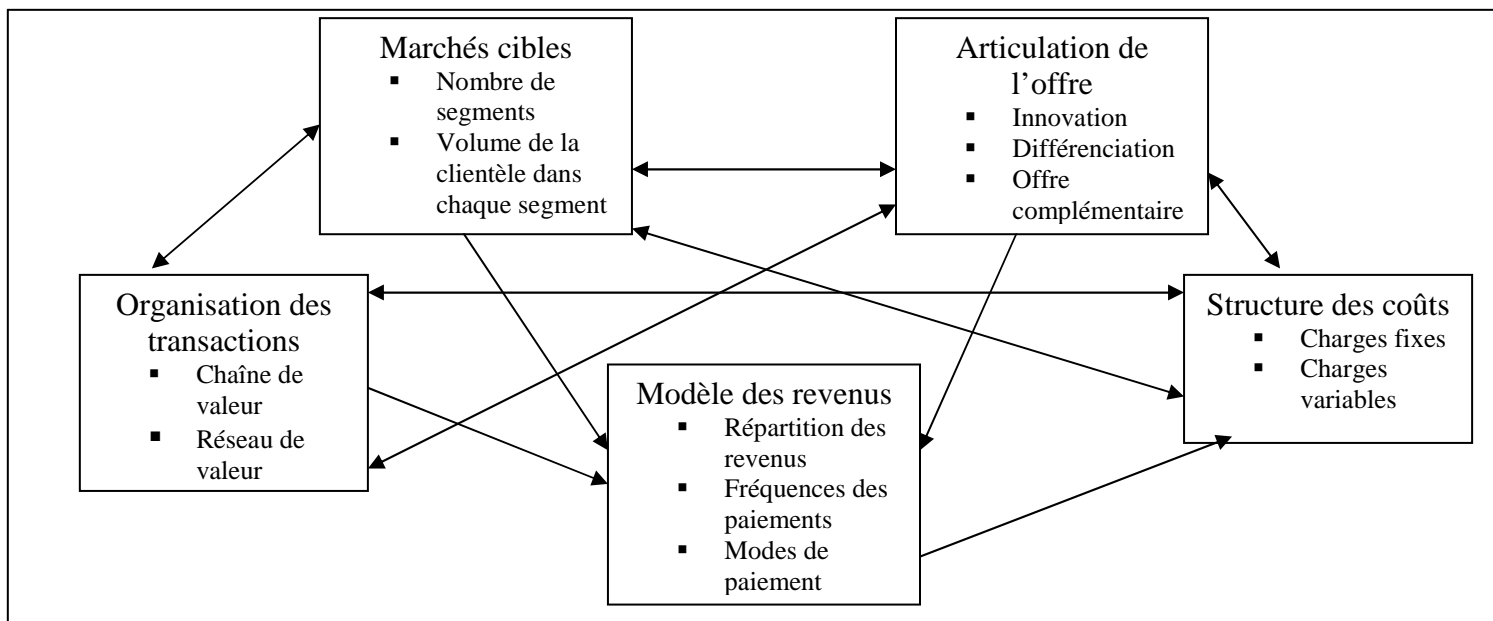 Marchés cibles
▪ Nombre de
segments
▪ Volume de la
clientèle dans
chaque segment
Articulation de
l’offre
▪ Innovation
▪ Différenciation
▪ Offre
complémentaire
Organisation des
transactions
▪ Chaîne de
valeur
▪ Réseau de
valeur
Modèle des revenus
▪ Répartition des
revenus
▪ Fréquences des
paiements
▪ Modes de
paiement
Structure des coûts
▪ Charges fixes
▪ Charges
variables